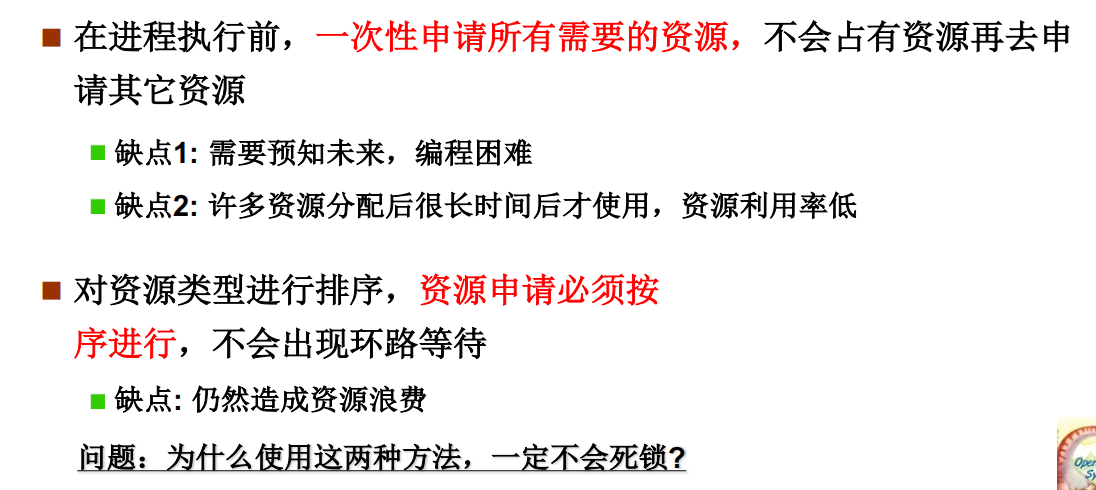 在进程执行前，一次性申请所有需要的资源，不会占有资源再去申
请其它资源
缺点1: 需要预知未来，编程困难
缺点2: 许多资源分配后很长时间后才使用，资源利用率低
对资源类型进行排序，资源申请必须按
序进行，不会出现环路等待
缺点: 仍然造成资源浪费
问题：为什么使用这两种方法，一定不会死锁?